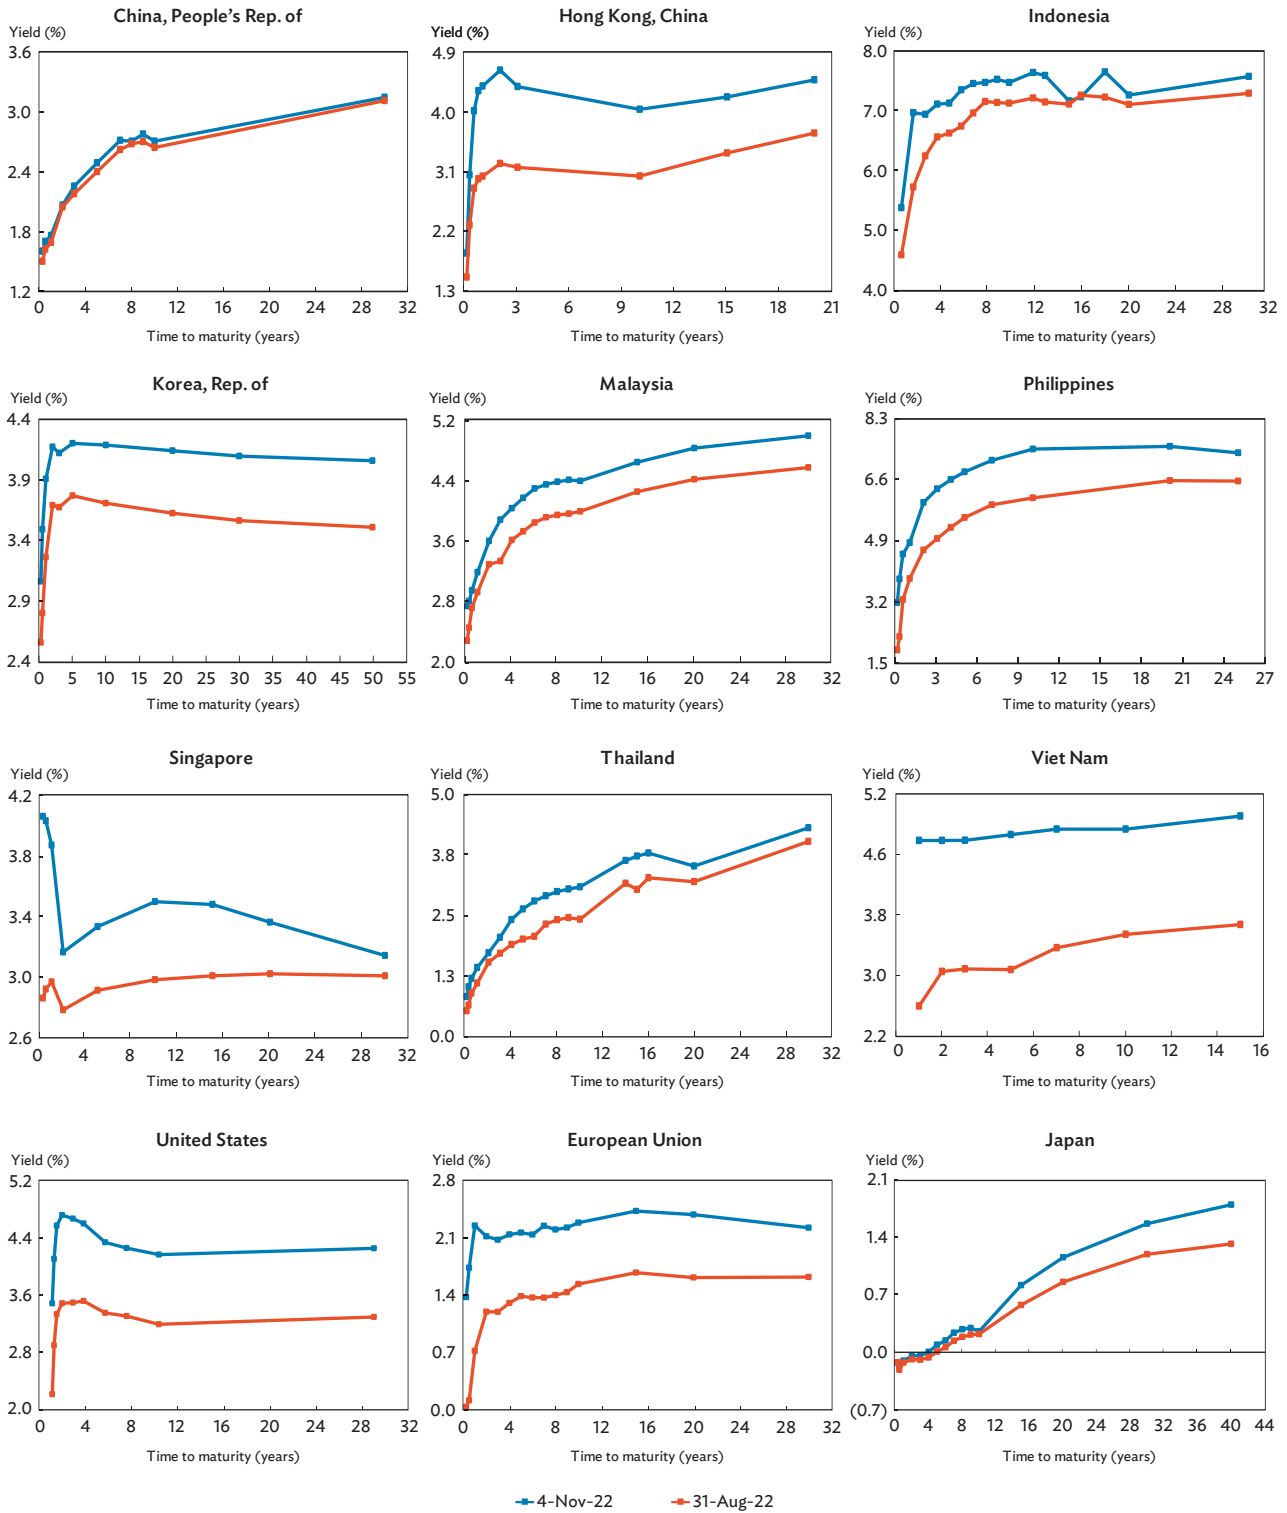 China, People's Rep. of
Yield (%)
3.6
3.0
2.4
1.8
1.2
0 4 8 12 16 20 24 28 32
Time to maturity (years)
Hong Kong, China
Yield (%)
4.9
4.0
3.1
2.2
1.3
0 3 6 9 12 15 18 21
Time to maturity (years)
Indonesia
Yield (%)
8.0
7.0
6.0
5.0
4.0
0 4 8 12 16 20 24 28 32
Time to maturity (years)
Korea, Rep. of
Yield (%)
4.4
3.9
3.4
2.9
2.4
0 5 10 15 20 25 30 35 40 45 50 55
Time to maturity (years)
Malaysia
Yield (%)
5.2
4.4
3.6
2.8
2.0
0 4 8 12 16 20 24 28 32
Time to maturity (years)
Philippines
Yield (%)
8.3
6.6
4.9
3.2
1.5
0 3 6 9 12 15 18 21 24 27
Time to maturity (years)
Singapore
Yield (%)
4.2
3.8
3.4
3.0
2.6
0 4 8 12 16 20 24 28 32
Time to maturity (years)
Thailand
Yield (%)
5.0
3.8
2.5
1.3
0.0
0 4 8 12 16 20 24 28 32
Time to maturity (years)
Viet Nam
Yield (%)
5.2
4.6
3.8
3.0
2.2
0 2 4 6 8 10 12 14 16
Time to maturity (years)
United States
Yield (%)
5.2
4.4
3.6
2.8
2.0
0 4 8 12 16 20 24 28 32
Time to maturity (years)
European Union
Yield (%)
2.8
2.1
1.4
0.7
0.0
0 4 8 12 16 20 24 28 32
Time to maturity (years)
Japan
Yield (%)
2.1
1.4
0.7
0.0
(0.7)
0 4 8 12 16 20 24 28 32 36 40 44
Time to maturity (years)
4-Nov-22 31-Aug-22